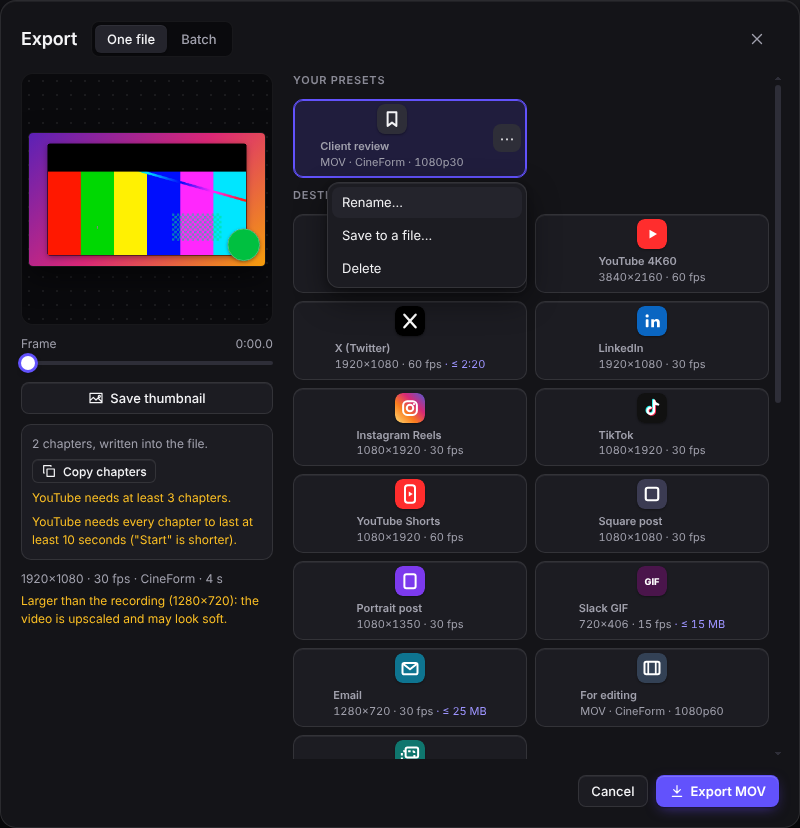 Export
One file
Batch
YOUR PRESETS
Client review
MOV · CineForm · 1080p30
Rename...
Save to a file...
Delete
YouTube 4K60
3840×2160 · 60 fps
X (Twitter)
1920×1080 · 60 fps · ≤ 2:20
LinkedIn
1920×1080 · 30 fps
Instagram Reels
1080×1920 · 30 fps
TikTok
1080×1920 · 30 fps
YouTube Shorts
1080×1920 · 60 fps
Square post
1080×1080 · 30 fps
Portrait post
1080×1350 · 30 fps
GIF
Slack GIF
720×406 · 15 fps · ≤ 15 MB
Email
1280×720 · 30 fps · ≤ 25 MB
For editing
MOV · CineForm · 1080p60
Frame
0:00.0
Save thumbnail
2 chapters, written into the file.
Copy chapters
YouTube needs at least 3 chapters.
YouTube needs every chapter to last at
least 10 seconds ("Start" is shorter).
1920×1080 · 30 fps · CineForm · 4 s
Larger than the recording (1280×720): the
video is upscaled and may look soft.
Cancel
Export MOV